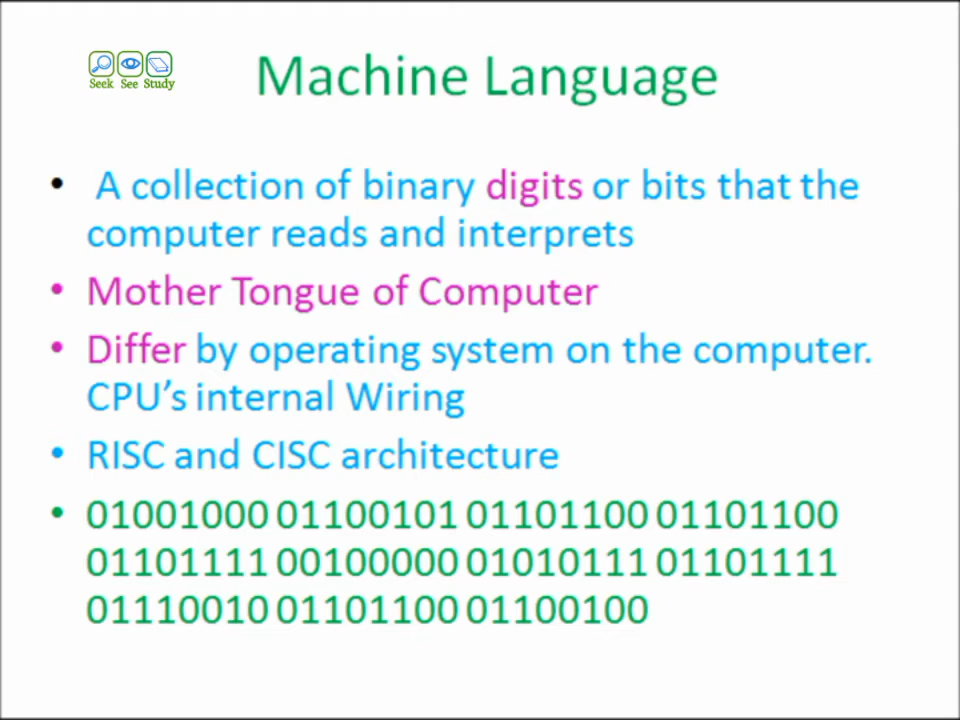 Seek See Study
Machine Language
• A collection of binary digits or bits that the
computer reads and interprets
• Mother Tongue of Computer
• Differ by operating system on the computer.
CPU’s internal Wiring
• RISC and CISC architecture
• 01001000 01100101 01101100 01101100
01101111 00100000 01010111 01101111
01110010 01101100 01100100